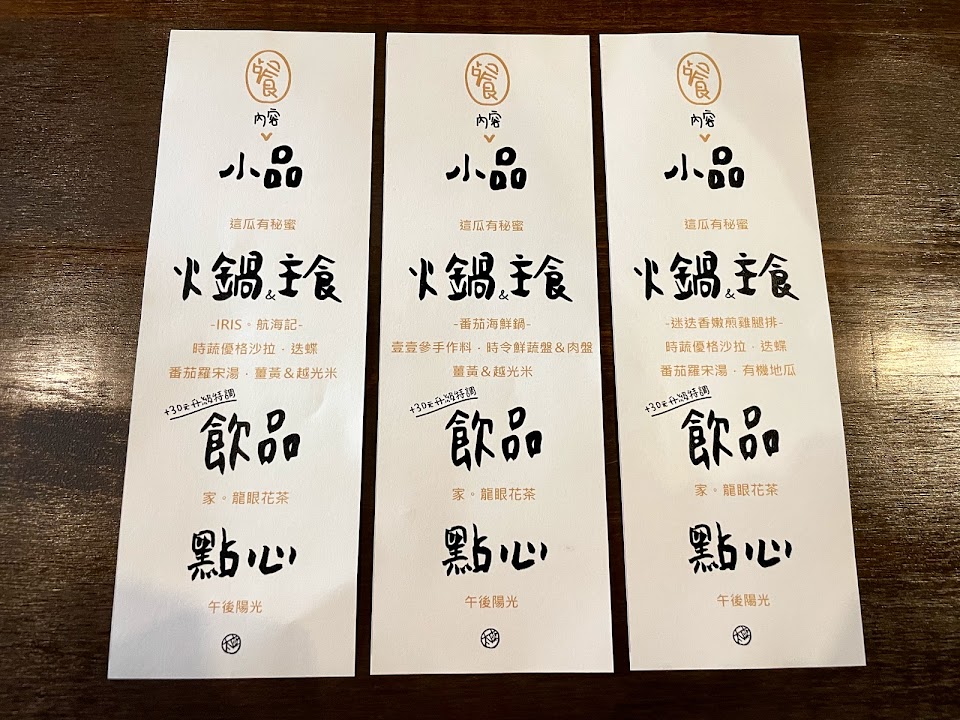 餐
內容
小品
這瓜有秘蜜
火鍋&主食
-IRIS。航海記-
時蔬優格沙拉．迭蝶
番茄羅宋湯．薑黃＆越光米
+30元升級特調
飲品
家。龍眼花茶
點心
午後陽光
餐
內容
小品
這瓜有秘蜜
火鍋&主食
-番茄海鮮鍋-
壹壹參手作料．時令鮮蔬盤＆肉盤
薑黃＆越光米
+30元升級特調
飲品
家。龍眼花茶
點心
午後陽光
餐
內容
小品
這瓜有秘蜜
火鍋&主食
-迷迭香嫩煎雞腿排-
時蔬優格沙拉．迭蝶
番茄羅宋湯．有機地瓜
+30元升級特調
飲品
家。龍眼花茶
點心
午後陽光